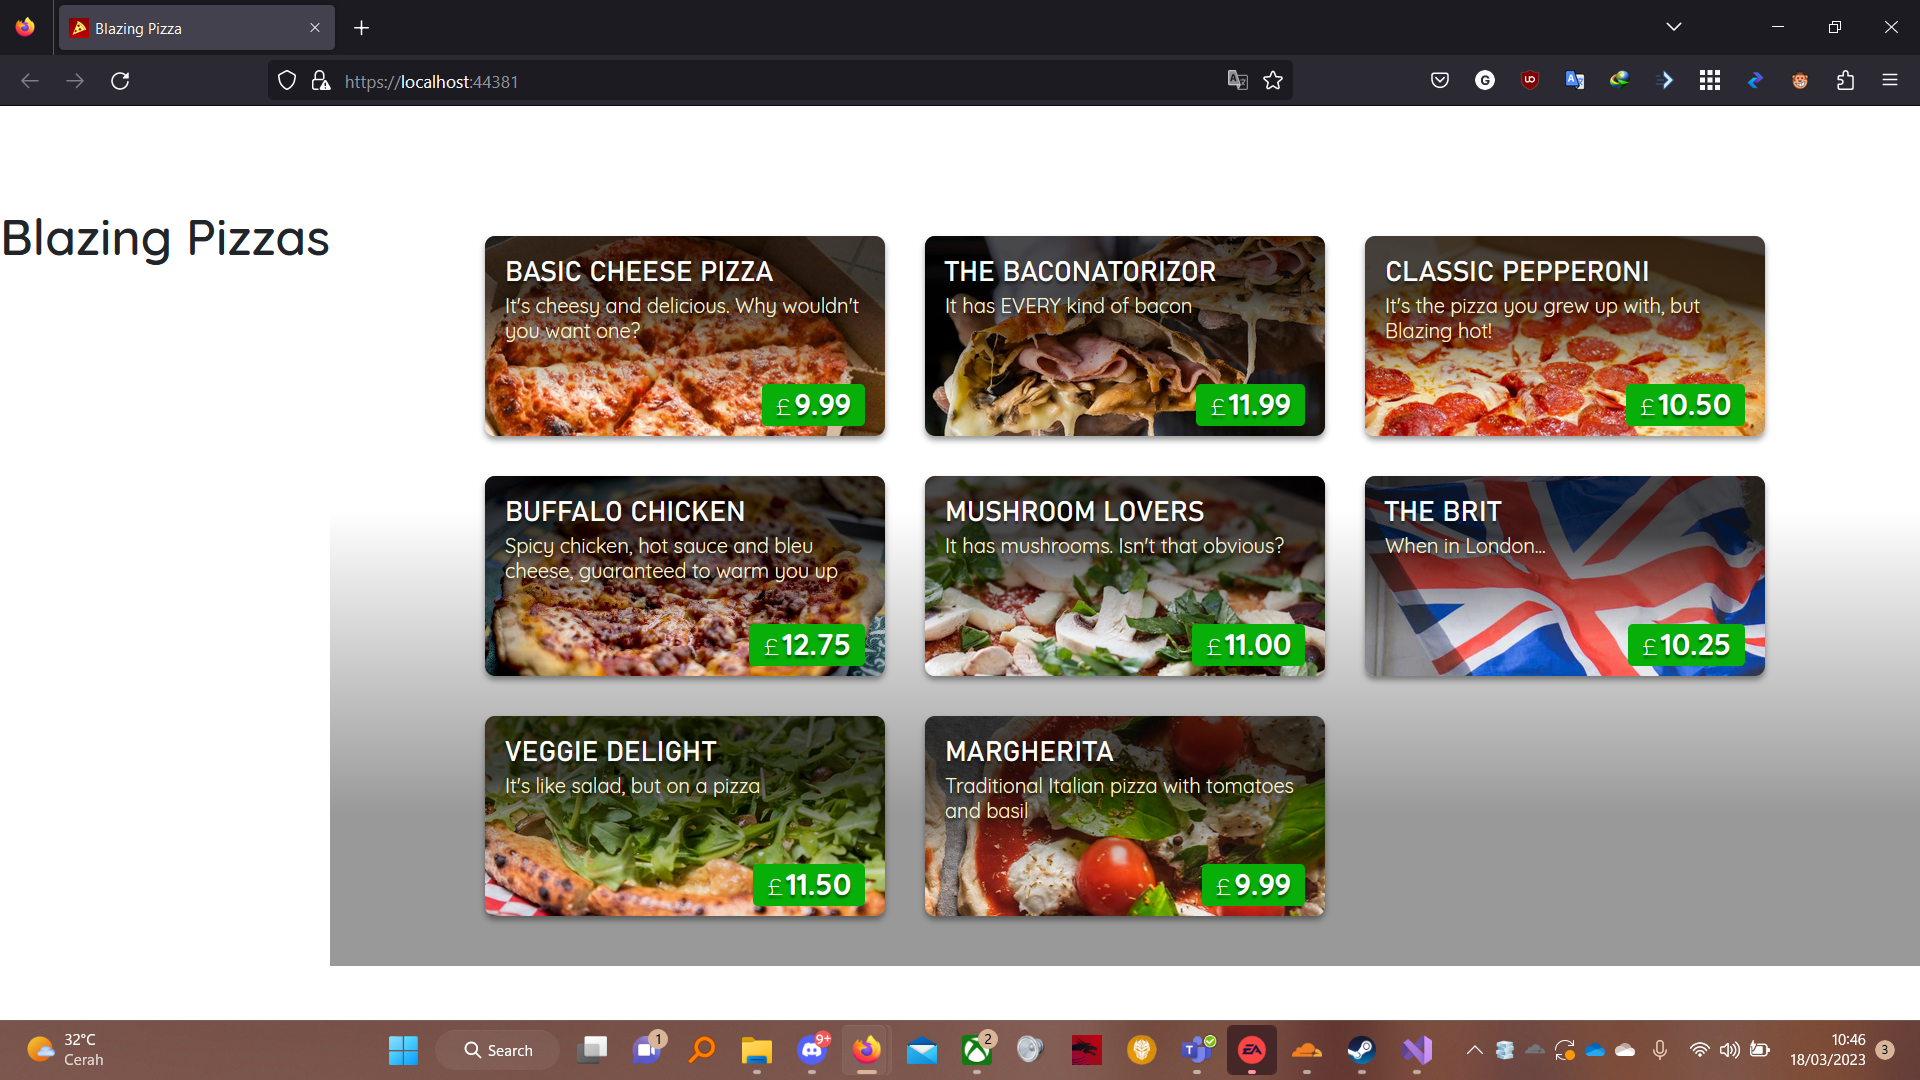 Blazing Pizza
https://localhost:44381
Blazing Pizzas
BASIC CHEESE PIZZA
It's cheesy and delicious. Why wouldn't
you want one?
£9.99
THE BACONATORIZOR
It has EVERY kind of bacon
£11.99
CLASSIC PEPPERONI
It's the pizza you grew up with, but
Blazing hot!
£10.50
BUFFALO CHICKEN
Spicy chicken, hot sauce and bleu
cheese, guaranteed to warm you up
£12.75
MUSHROOM LOVERS
It has mushrooms. Isn't that obvious?
£11.00
THE BRIT
When in London...
£10.25
VEGGIE DELIGHT
It's like salad, but on a pizza
£11.50
MARGHERITA
Traditional Italian pizza with tomatoes
and basil
£9.99
32°C
Cerah
Search
1
9+
2
EA
10:46
18/03/2023
3